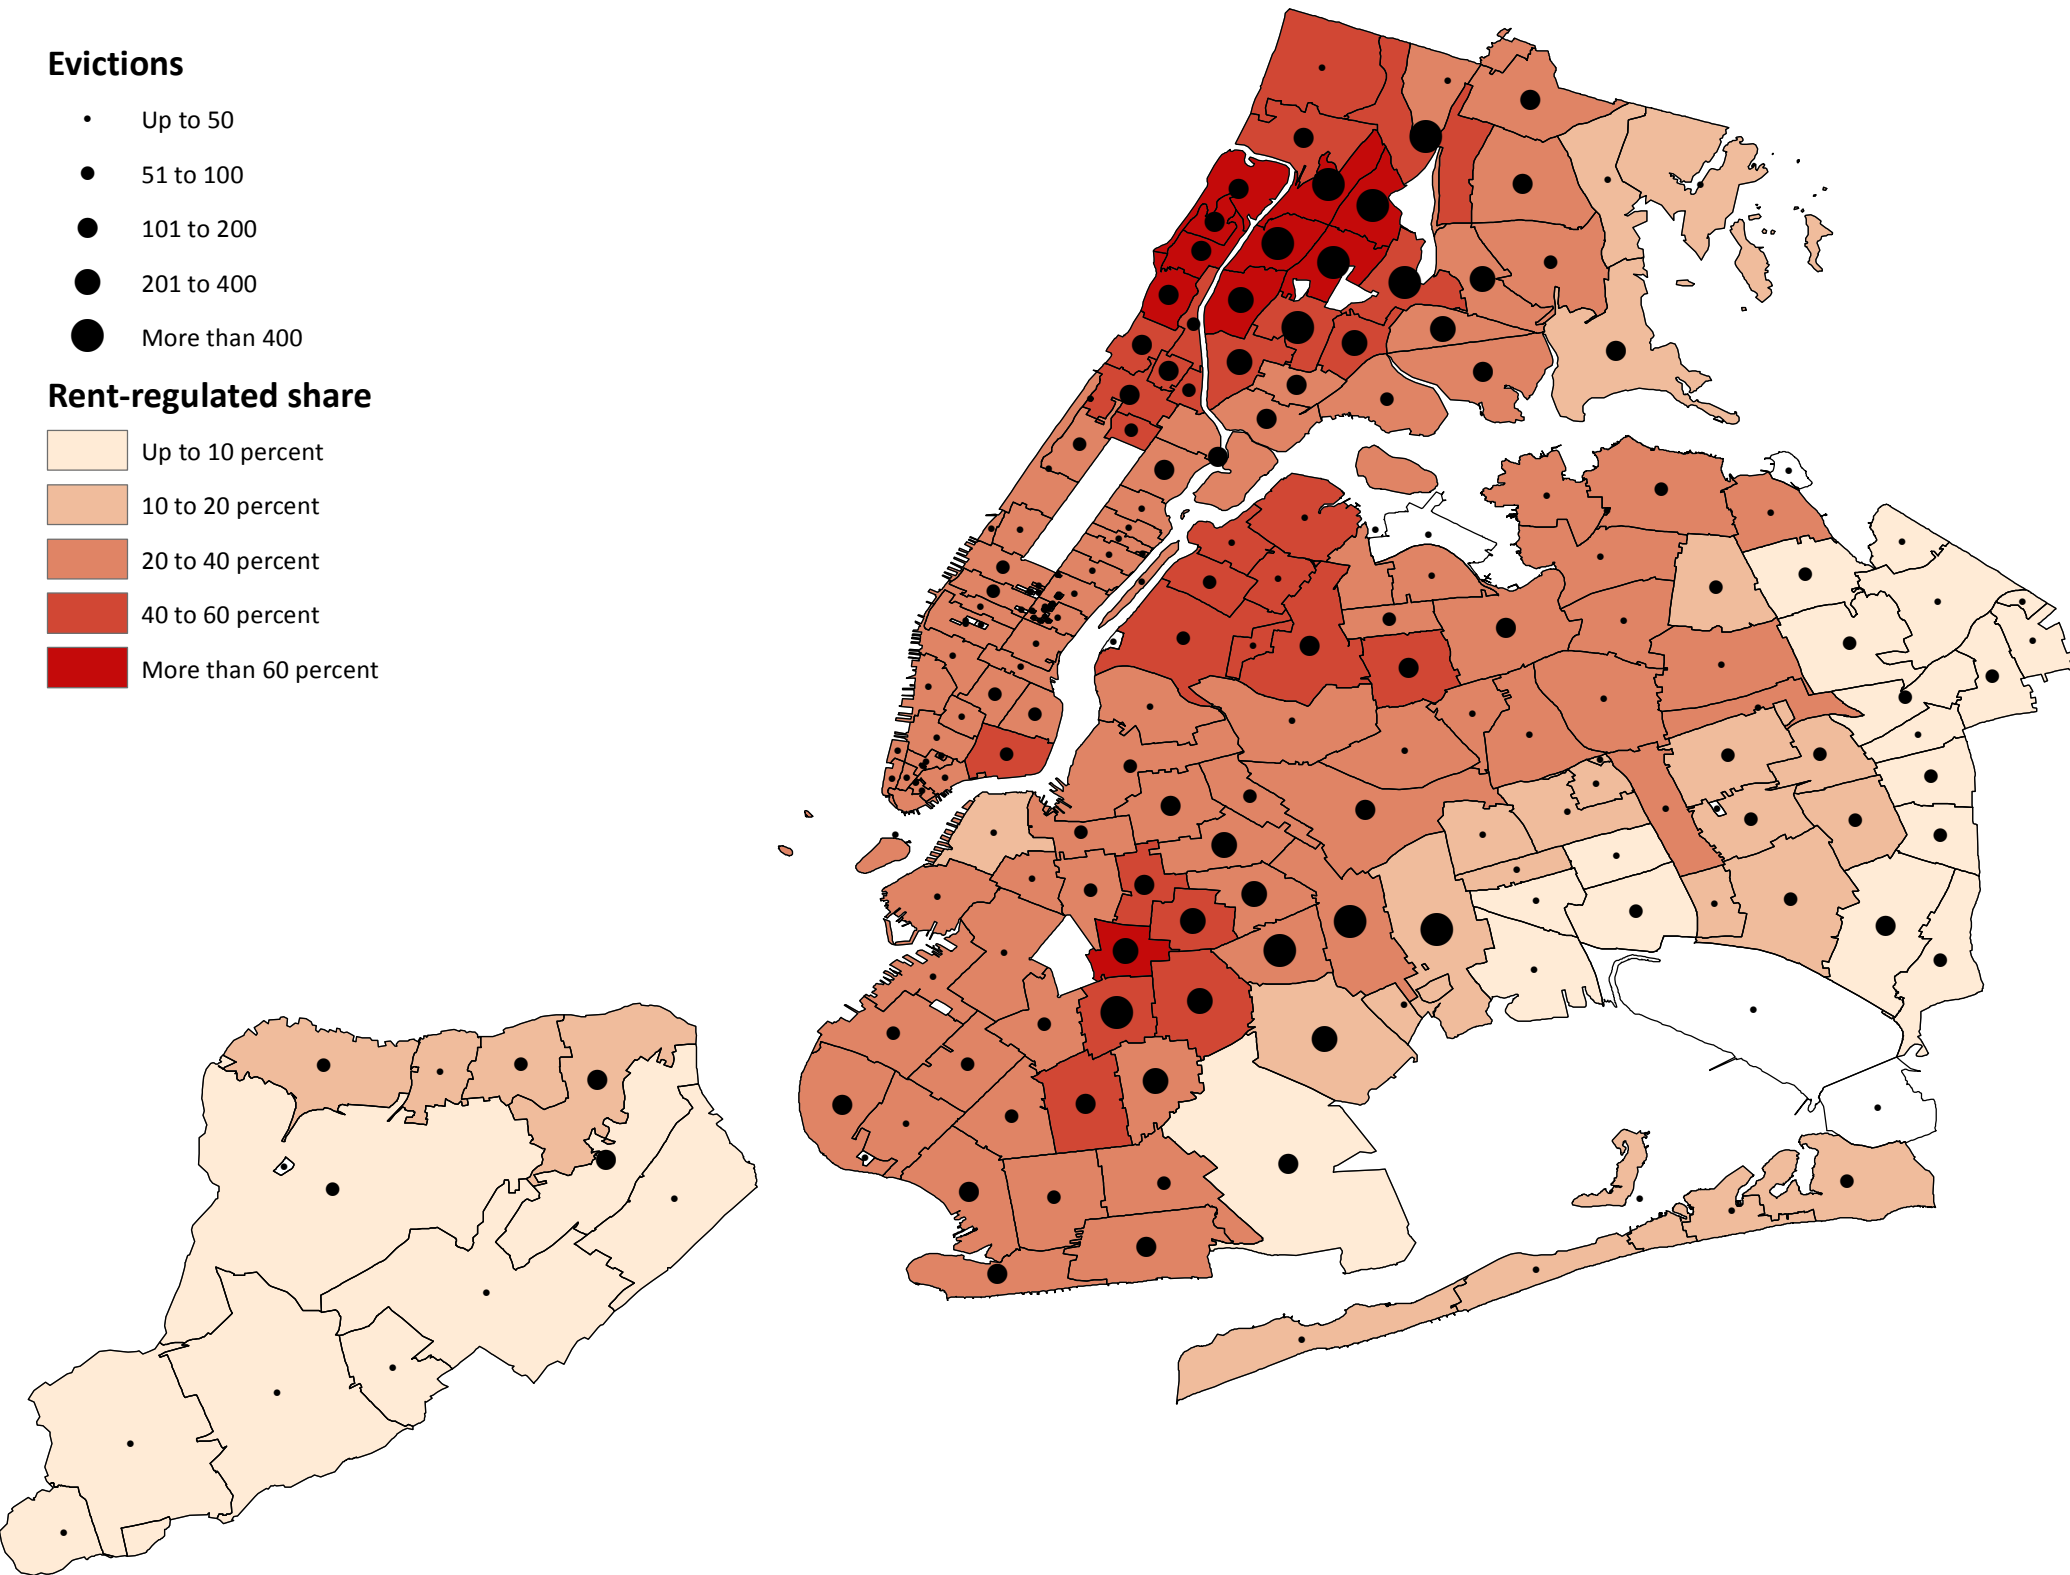 Evictions
Up to 50
51 to 100
101 to 200
201 to 400
More than 400
Rent-regulated share
Up to 10 percent
10 to 20 percent
20 to 40 percent
40 to 60 percent
More than 60 percent